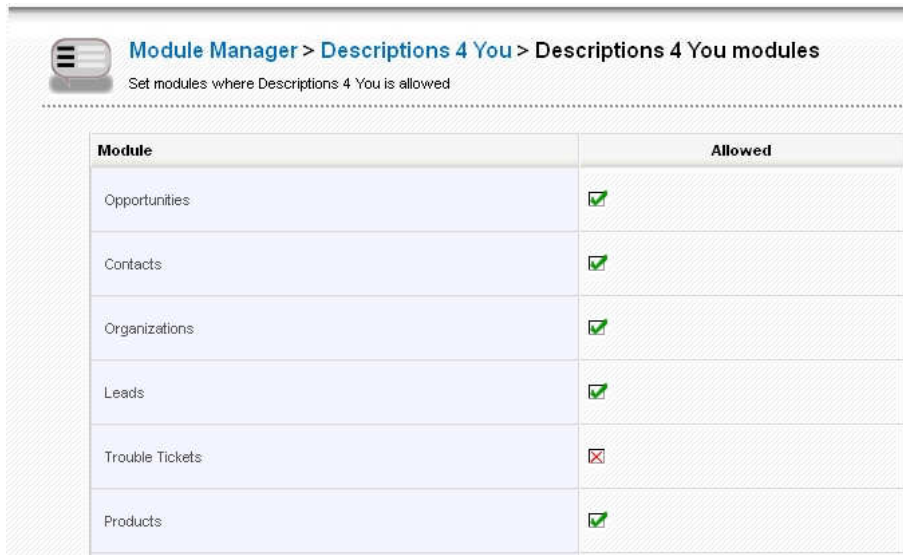 Module Manager > Descriptions 4 You > Descriptions 4 You modules
Set modules where Descriptions 4 You is allowed
Module Allowed
Opportunities
Contacts
Organizations
Leads
Trouble Tickets
Products